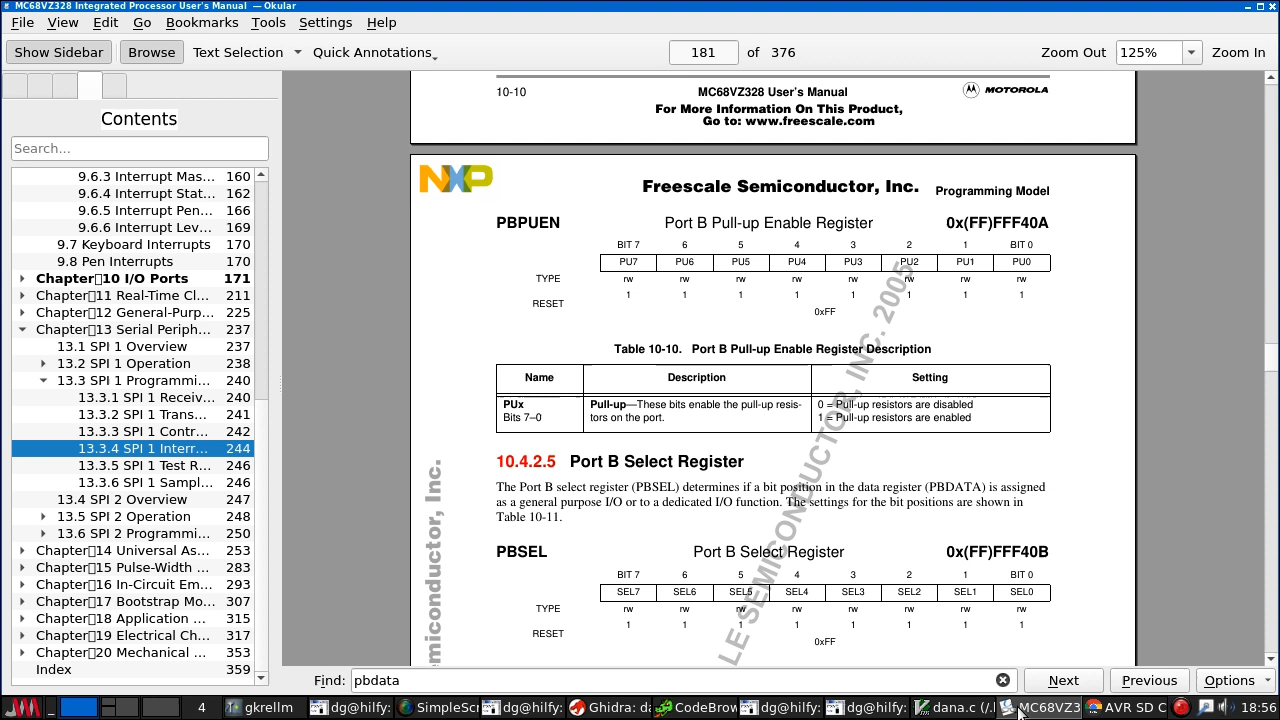 MC68VZ328 Integrated Processor User's Manual — Okular
File View Edit Go Bookmarks Tools Settings Help
Show Sidebar Browse Text Selection Quick Annotations 181 of 376 Zoom Out 125% Zoom In
Contents
Search...
9.6.3 Interrupt Mas... 160
9.6.4 Interrupt Stat... 162
9.6.5 Interrupt Pen... 166
9.6.6 Interrupt Lev... 169
9.7 Keyboard Interrupts 170
9.8 Pen Interrupts 170
Chapter 10 I/O Ports 171
Chapter 11 Real-Time Cl... 211
Chapter 12 General-Purp... 225
Chapter 13 Serial Periph... 237
13.1 SPI 1 Overview 237
13.2 SPI 1 Operation 238
13.3 SPI 1 Programmi... 240
13.3.1 SPI 1 Receiv... 240
13.3.2 SPI 1 Trans... 241
13.3.3 SPI 1 Contr... 242
13.3.4 SPI 1 Interr... 244
13.3.5 SPI 1 Test R... 246
13.3.6 SPI 1 Sampl... 246
13.4 SPI 2 Overview 247
13.5 SPI 2 Operation 248
13.6 SPI 2 Programmi... 250
Chapter 14 Universal As... 253
Chapter 15 Pulse-Width ... 283
Chapter 16 In-Circuit Em... 293
Chapter 17 Bootstrap Mo... 307
Chapter 18 Application ... 315
Chapter 19 Electrical Ch... 317
Chapter 20 Mechanical ... 353
Index 359
10-10 MC68VZ328 User's Manual MOTOROLA
For More Information On This Product,
Go to: www.freescale.com
NXP
Freescale Semiconductor, Inc. Programming Model
PBPUEN Port B Pull-up Enable Register 0x(FF)FFF40A
BIT 7 6 5 4 3 2 1 BIT 0
PU7 PU6 PU5 PU4 PU3 PU2 PU1 PU0
TYPE rw rw rw rw rw rw rw rw
RESET 1 1 1 1 1 1 1 1
0xFF
Table 10-10. Port B Pull-up Enable Register Description
Name Description Setting
PUx Pull-up—These bits enable the pull-up resis- 0 = Pull-up resistors are disabled
Bits 7–0 tors on the port. 1 = Pull-up resistors are enabled
10.4.2.5 Port B Select Register
The Port B select register (PBSEL) determines if a bit position in the data register (PBDATA) is assigned
as a general purpose I/O or to a dedicated I/O function. The settings for the bit positions are shown in
Table 10-11.
PBSEL Port B Select Register 0x(FF)FFF40B
BIT 7 6 5 4 3 2 1 BIT 0
SEL7 SEL6 SEL5 SEL4 SEL3 SEL2 SEL1 SEL0
TYPE rw rw rw rw rw rw rw rw
RESET 1 1 1 1 1 1 1 1
0xFF
miconductor, Inc.
LE SEMICONDUCTOR, INC. 2005
Find: pbdata Next Previous Options
4 gkrellm dg@hilfy: SimpleSc Ghidra: da CodeBrow dg@hilfy: dg@hilfy: dana.c (/. MC68VZ3 AVR SD C 18:56